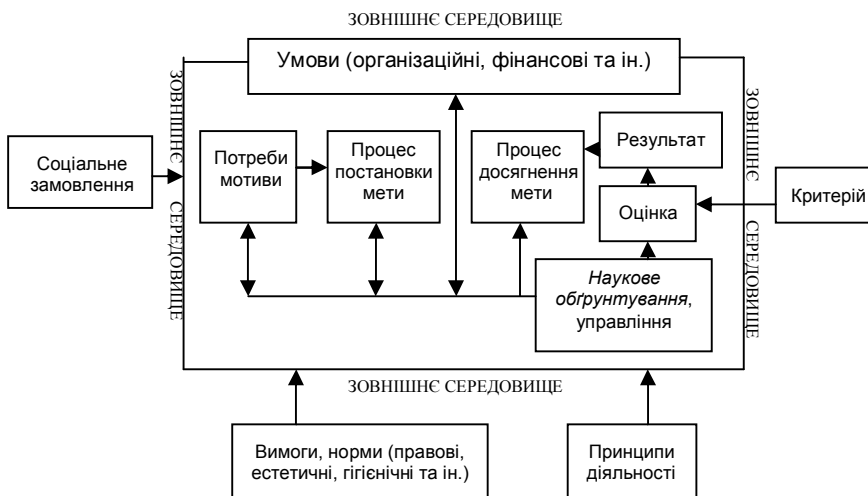 ЗОВНІШНЄ СЕРЕДОВИЩЕ
Умови (організаційні, фінансові та ін.)
ЗОВНІШНЄ
СЕРЕДОВИЩЕ
Соціальне
замовлення
Потреби
мотиви
Процес
постановки
мети
Процес
досягнення
мети
Результат
Оцінка
Наукове
обґрунтування,
управління
ЗОВНІШНЄ
СЕРЕДОВИЩЕ
Критерій
ЗОВНІШНЄ СЕРЕДОВИЩЕ
Вимоги, норми (правові,
естетичні, гігієнічні та ін.)
Принципи
діяльності